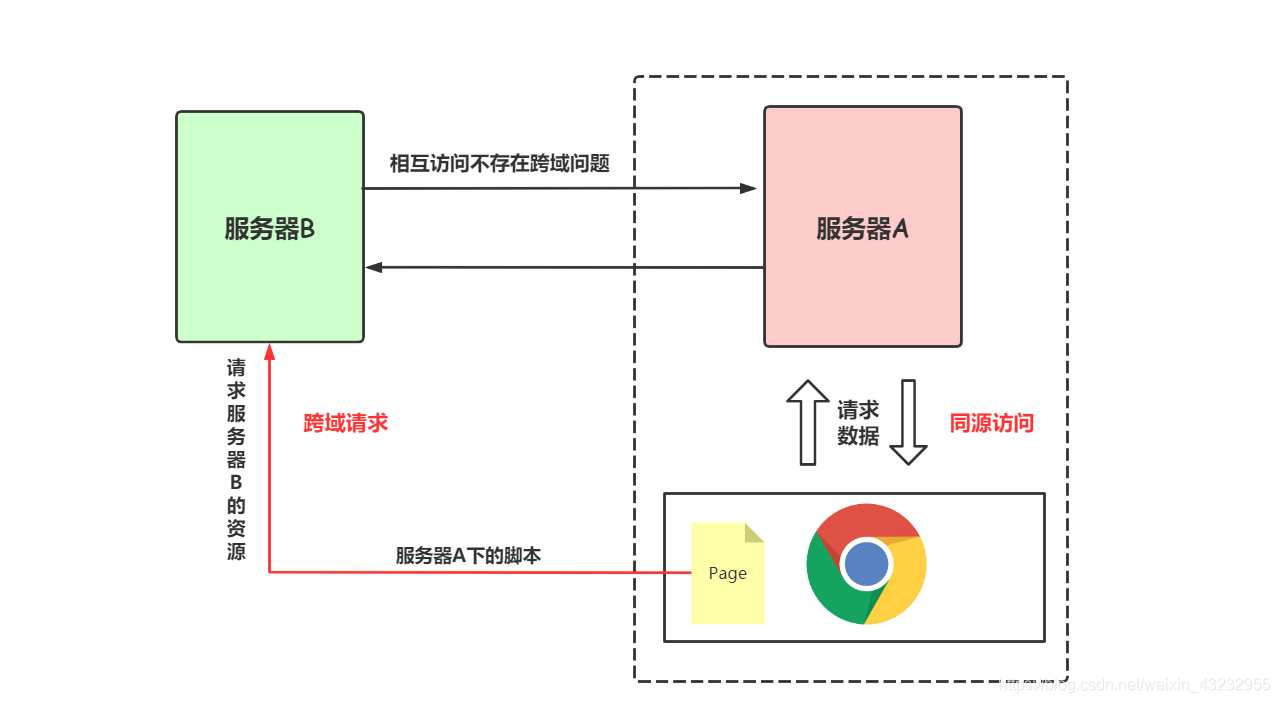 相互访问不存在跨域问题
服务器B
服务器A
请求服务器B的资源
跨域请求
请求
数据
同源访问
服务器A下的脚本
Page
https://blog.csdn.net/weixin_43232955